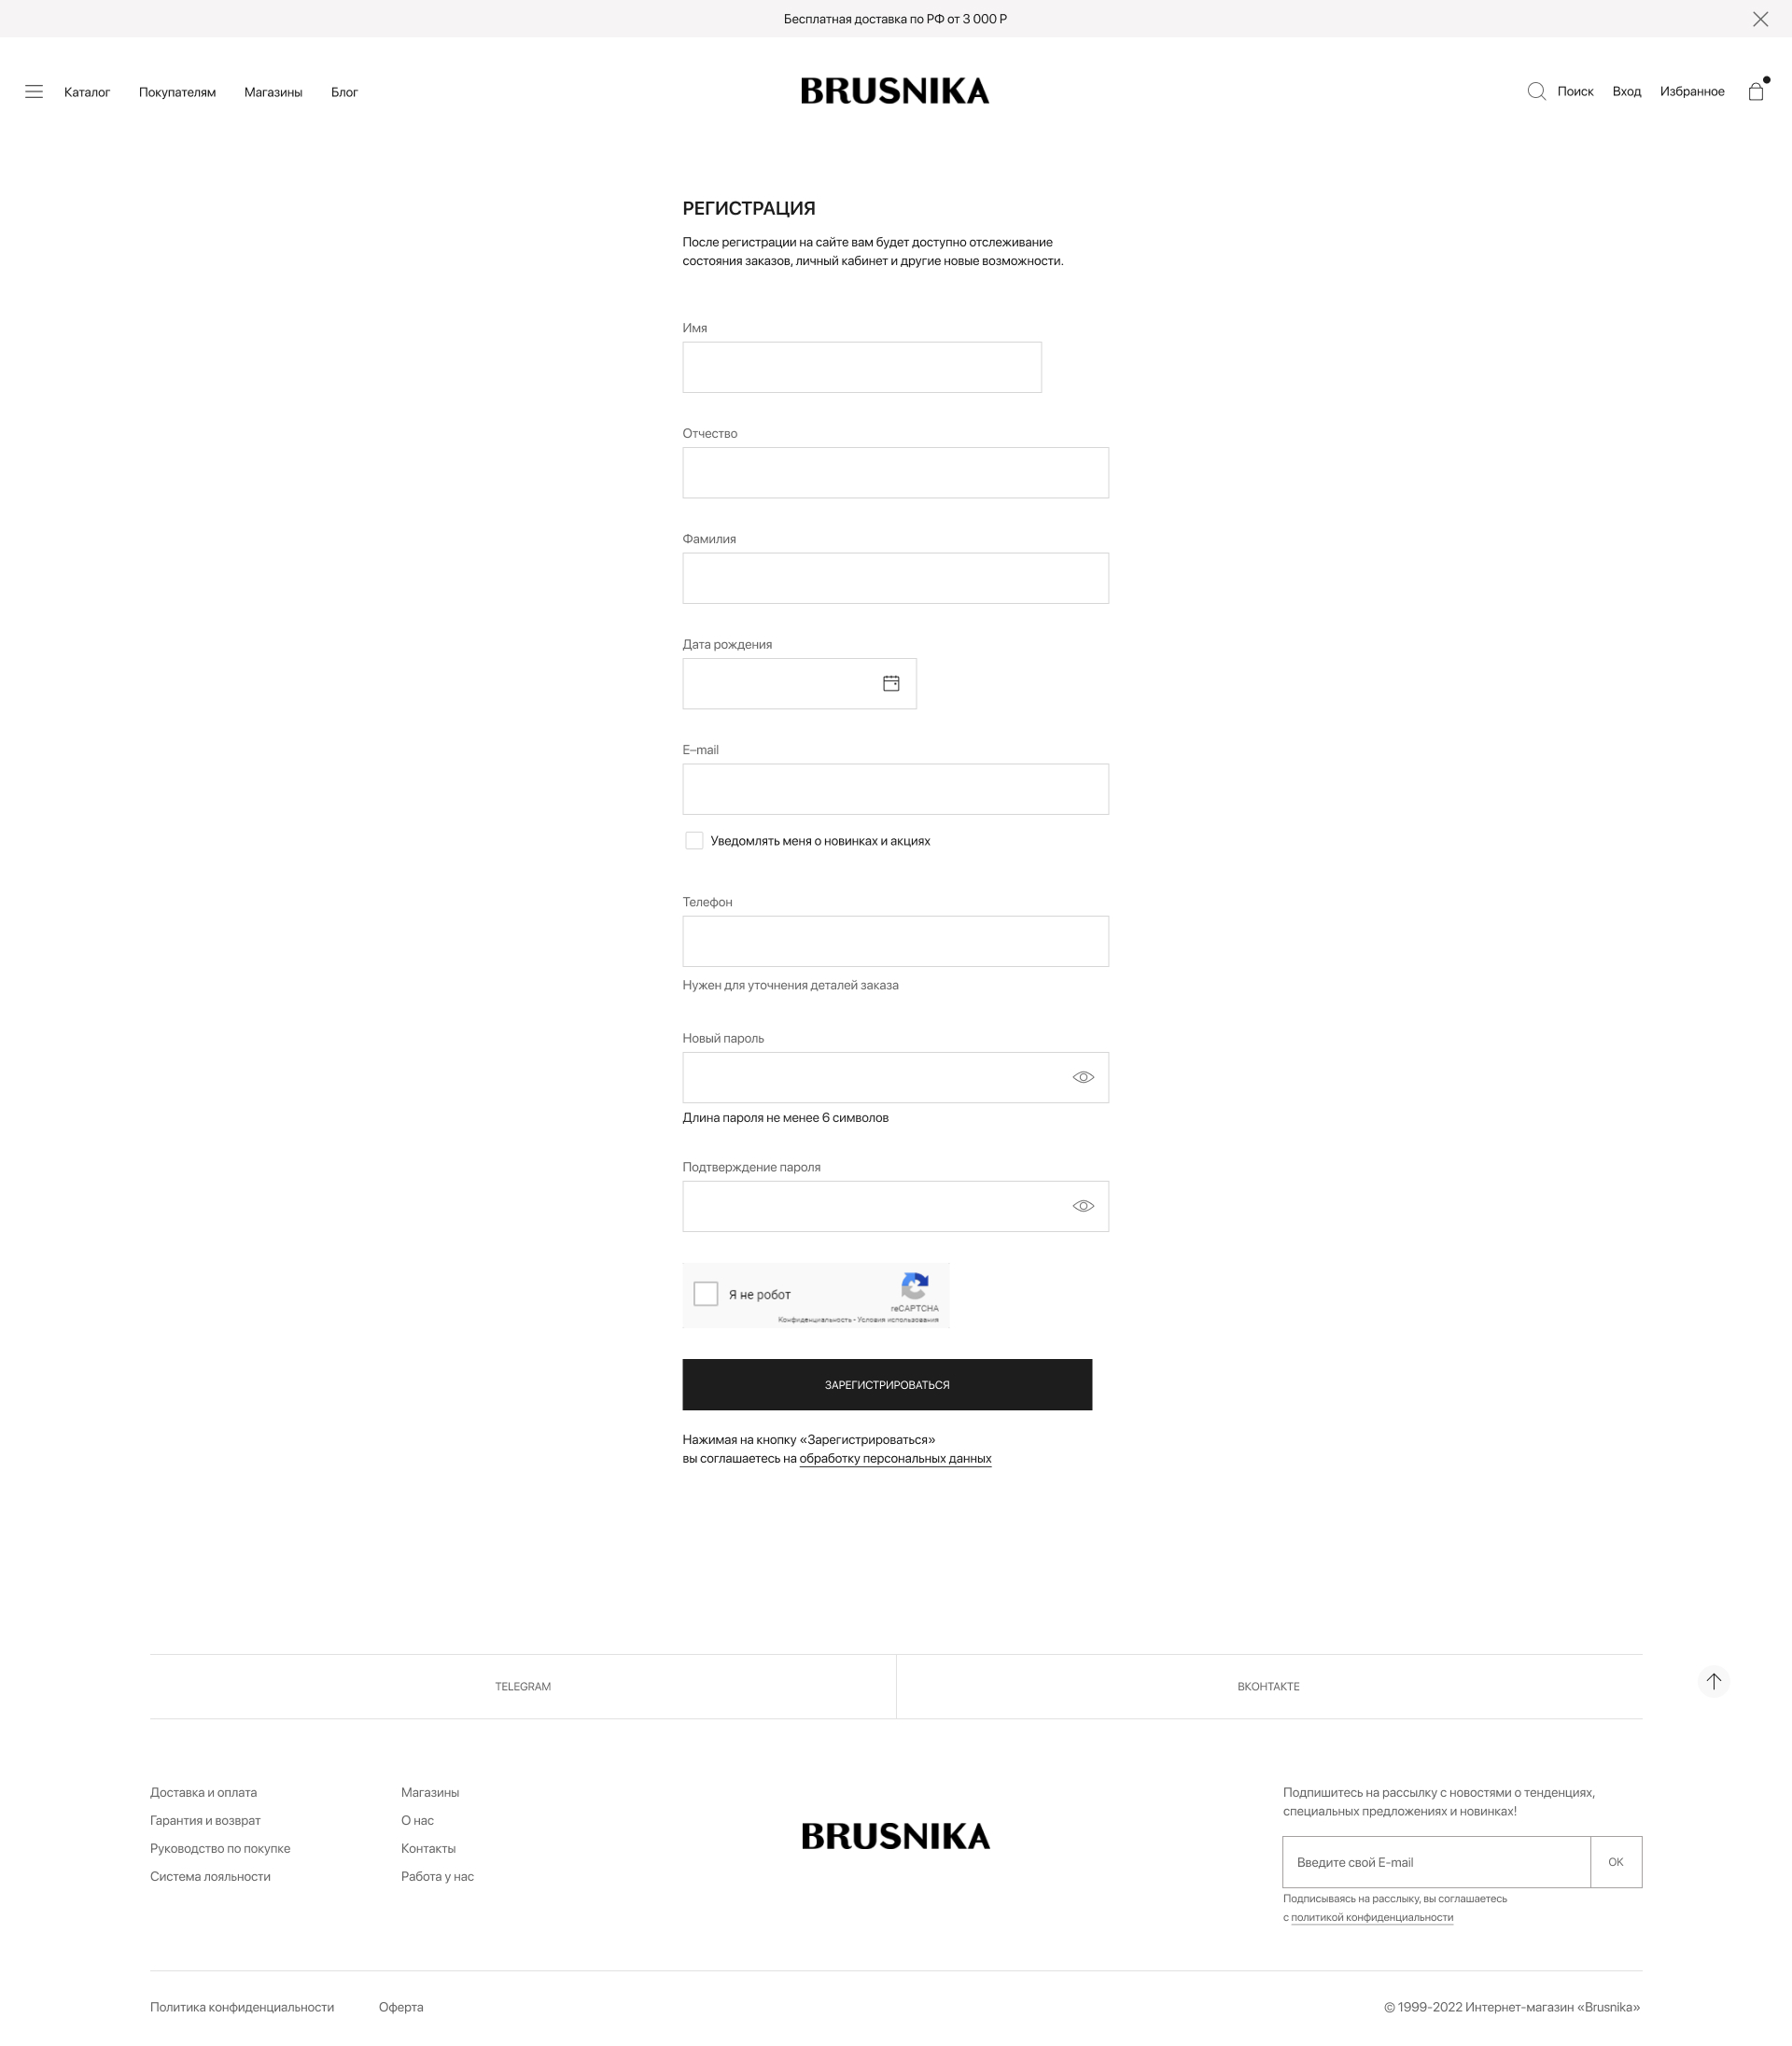 Бесплатная доставка по РФ от 3 000 Р
Каталог
Покупателям
Магазины
Блог
BRUSNIKA
Поиск
Вход
Избранное
РЕГИСТРАЦИЯ
После регистрации на сайте вам будет доступно отслеживание
состояния заказов, личный кабинет и другие новые возможности.
Имя
Отчество
Фамилия
Дата рождения
E–mail
Уведомлять меня о новинках и акциях
Телефон
Нужен для уточнения деталей заказа
Новый пароль
Длина пароля не менее 6 символов
Подтверждение пароля
Я не робот
reCAPTCHA
Конфиденциальность - Условия использования
ЗАРЕГИСТРИРОВАТЬСЯ
Нажимая на кнопку «Зарегистрироваться»
вы соглашаетесь на обработку персональных данных
TELEGRAM
ВКОНТАКТЕ
Доставка и оплата
Гарантия и возврат
Руководство по покупке
Система лояльности
Магазины
О нас
Контакты
Работа у нас
BRUSNIKA
Подпишитесь на рассылку с новостями о тенденциях,
специальных предложениях и новинках!
Введите свой E-mail
OK
Подписываясь на расслыку, вы соглашаетесь
с политикой конфиденциальности
Политика конфиденциальности
Оферта
© 1999-2022 Интернет-магазин «Brusnika»